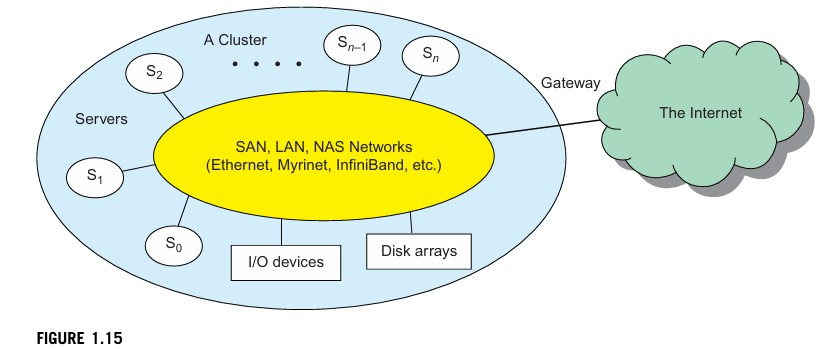 A Cluster
S₂
. . . .
Sₙ₋₁
Sₙ
Gateway
The Internet
Servers
SAN, LAN, NAS Networks
(Ethernet, Myrinet, InfiniBand, etc.)
S₁
S₀
I/O devices
Disk arrays
FIGURE 1.15